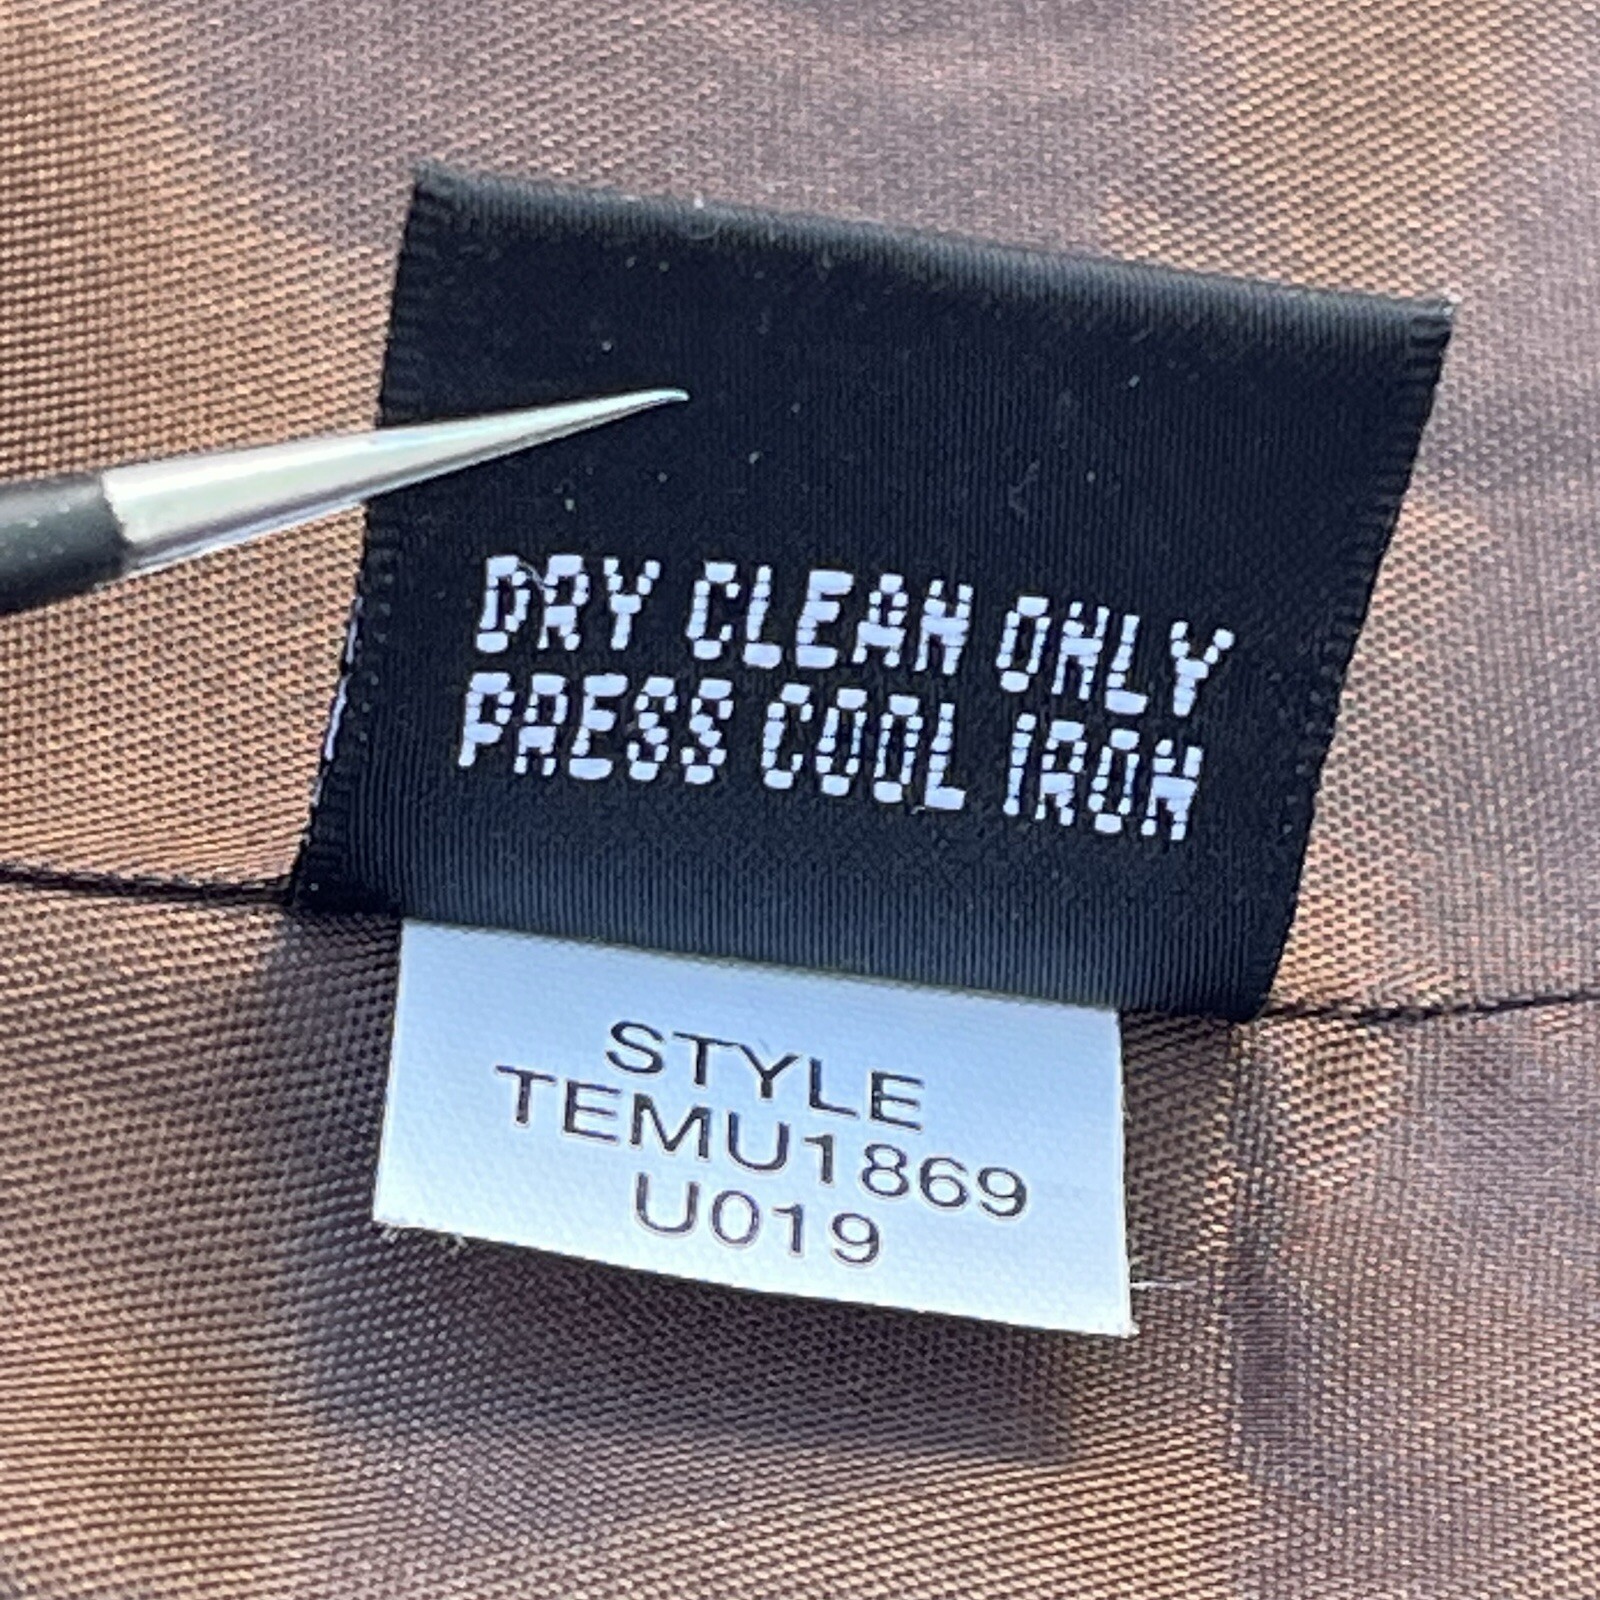 DRY CLEAN ONLY
PRESS COOL IRON
STYLE
TEMU1869
U019